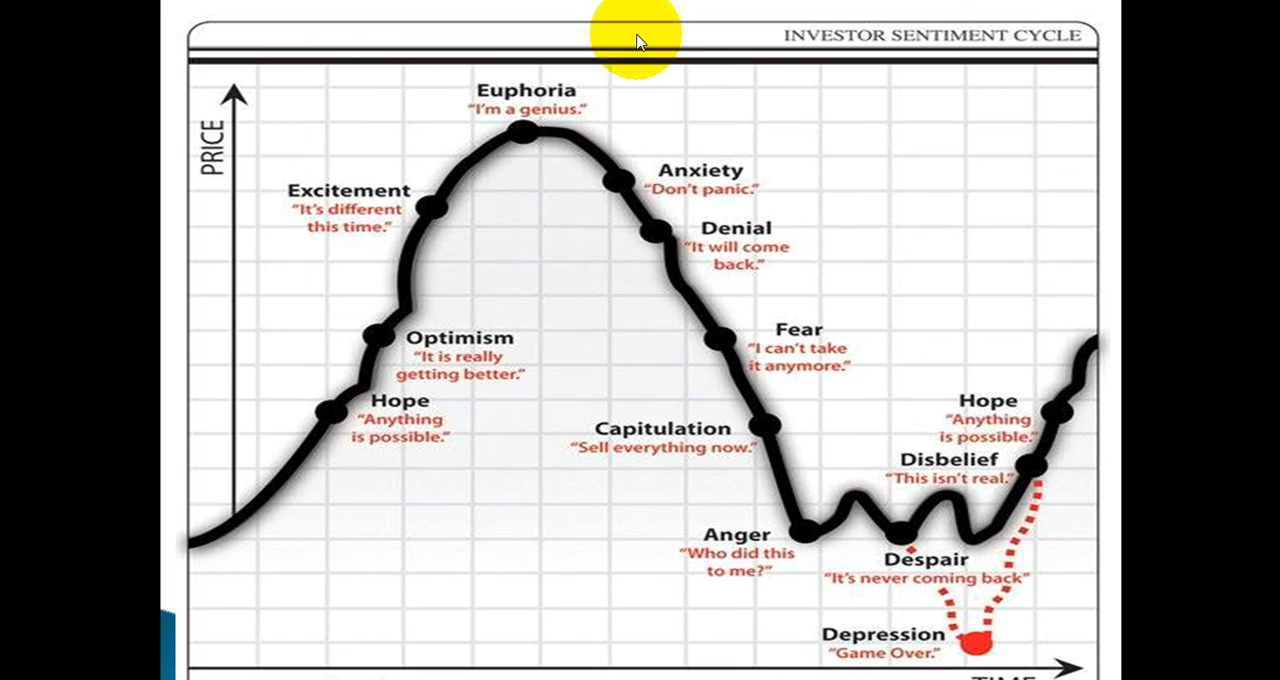 INVESTOR SENTIMENT CYCLE
PRICE
Euphoria
“I’m a genius.”
Excitement
“It’s different
this time.”
Anxiety
“Don’t panic.”
Denial
“It will come
back.”
Optimism
“It is really
getting better.”
Fear
“I can’t take
it anymore.”
Hope
“Anything
is possible.”
Capitulation
“Sell everything now.”
Hope
“Anything
is possible.”
Disbelief
“This isn’t real.”
Anger
“Who did this
to me?”
Despair
“It’s never coming back”
Depression
“Game Over.”
TIME